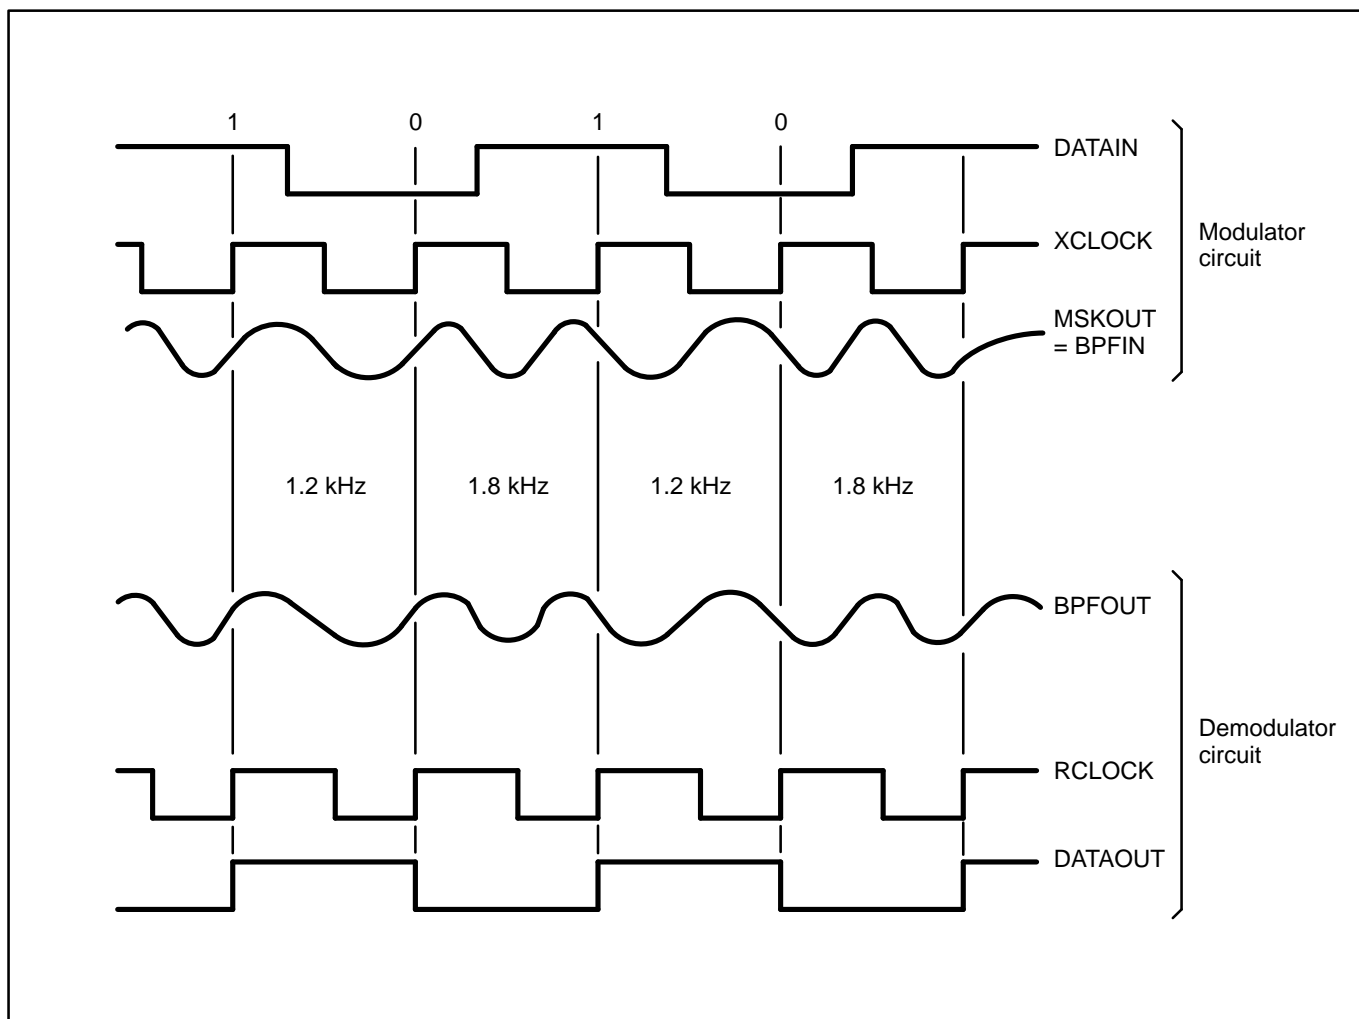 1 0 1 0
DATAIN
XCLOCK
Modulator
circuit
MSKOUT
= BPFIN
1.2 kHz 1.8 kHz 1.2 kHz 1.8 kHz
BPFOUT
Demodulator
circuit
RCLOCK
DATAOUT